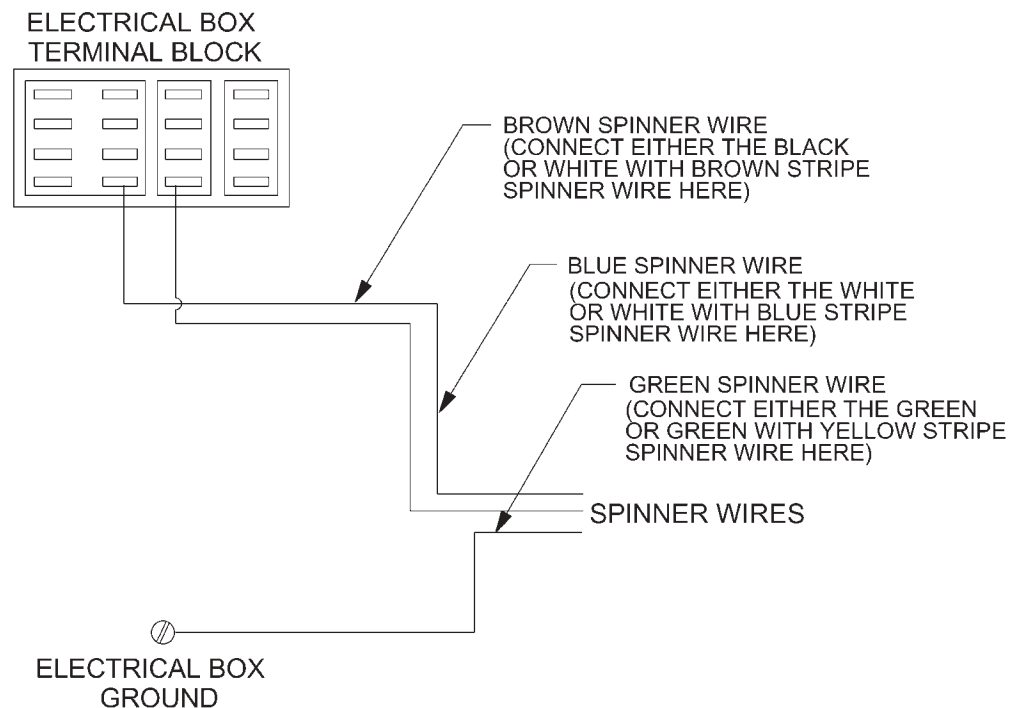 ELECTRICAL BOX
TERMINAL BLOCK
BROWN SPINNER WIRE
(CONNECT EITHER THE BLACK
OR WHITE WITH BROWN STRIPE
SPINNER WIRE HERE)
BLUE SPINNER WIRE
(CONNECT EITHER THE WHITE
OR WHITE WITH BLUE STRIPE
SPINNER WIRE HERE)
GREEN SPINNER WIRE
(CONNECT EITHER THE GREEN
OR GREEN WITH YELLOW STRIPE
SPINNER WIRE HERE)
SPINNER WIRES
ELECTRICAL BOX
GROUND